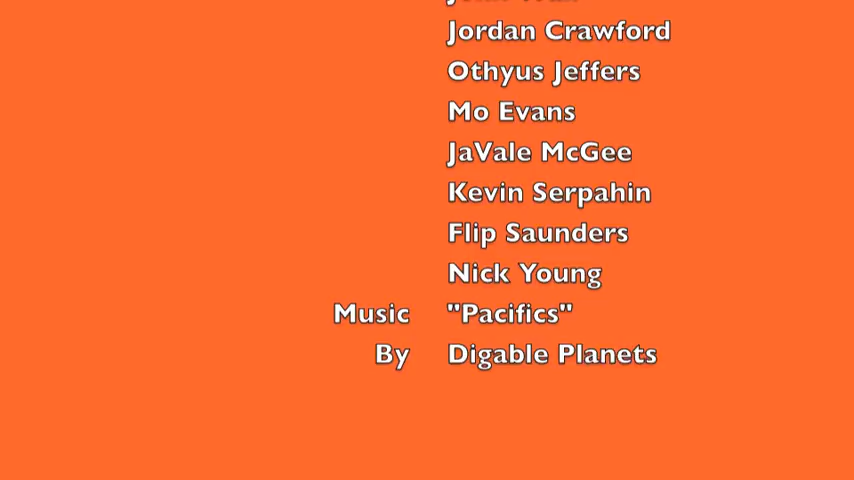 Jordan Crawford
Othyus Jeffers
Mo Evans
JaVale McGee
Kevin Serpahin
Flip Saunders
Nick Young
Music "Pacifics"
By Digable Planets